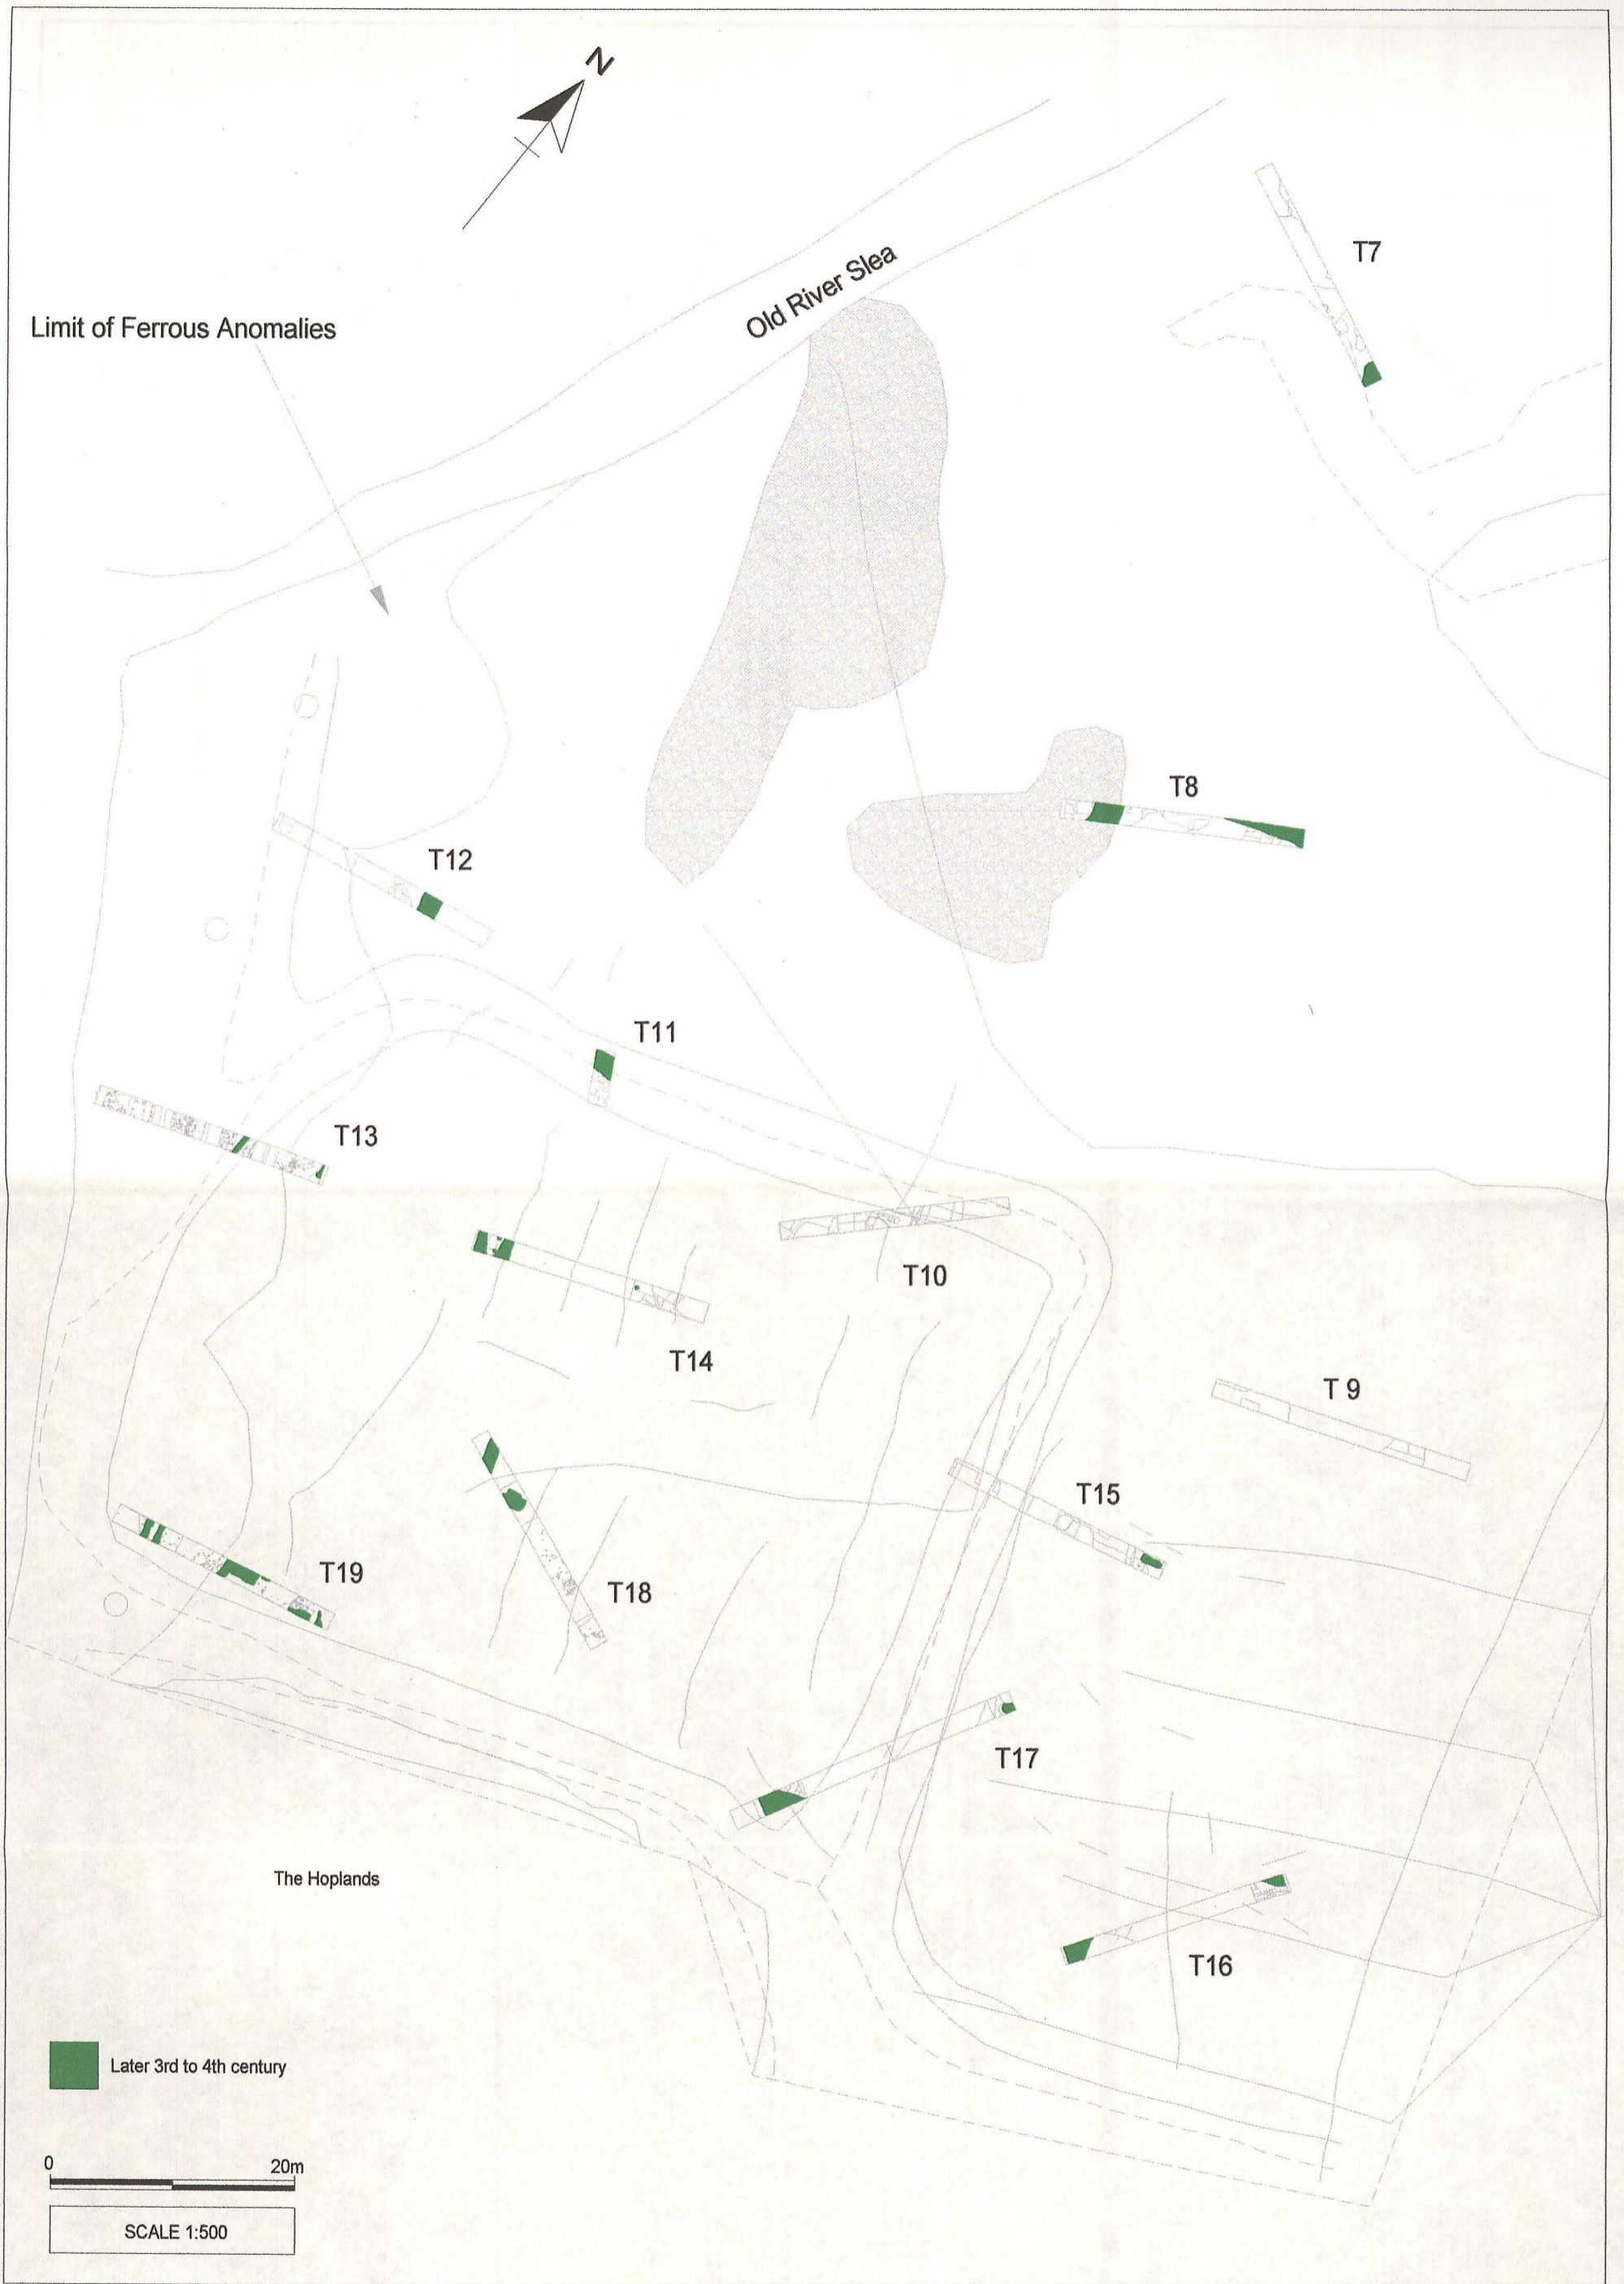 N
T7
Old River Slea
Limit of Ferrous Anomalies
T8
T12
T11
T13
T10
T14
T 9
T15
T19
T18
T17
The Hoplands
T16
Later 3rd to 4th century
0 20m
SCALE 1:500